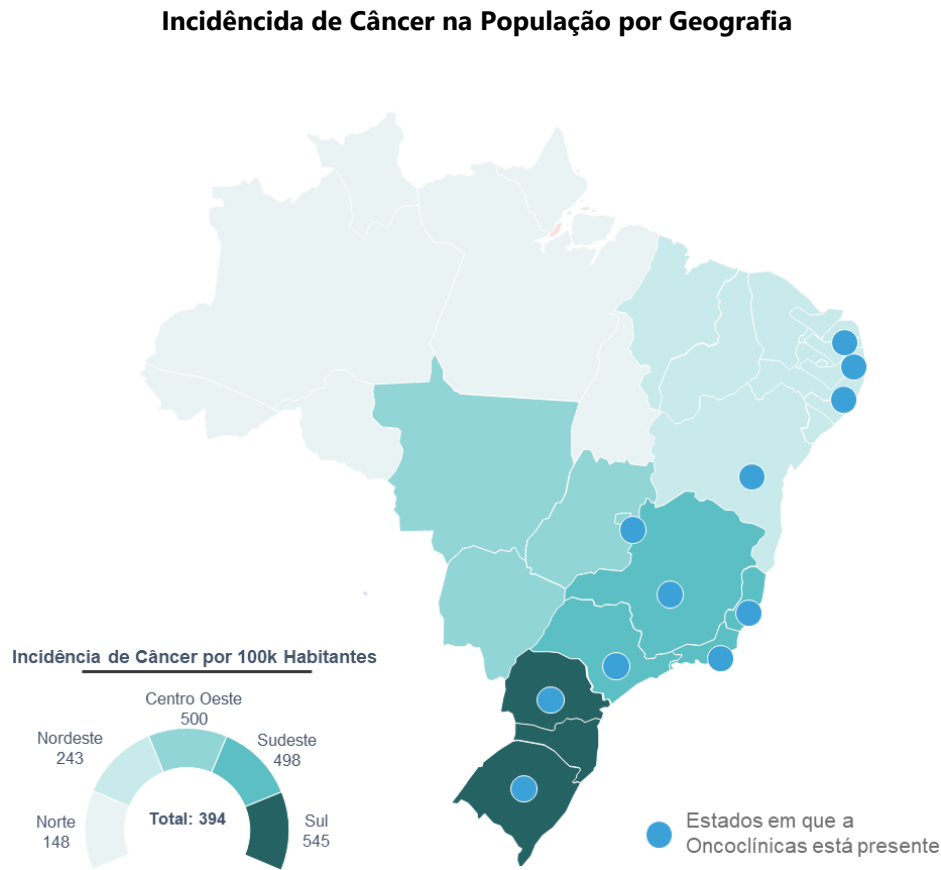 Incidêncida de Câncer na População por Geografia
Incidência de Câncer por 100k Habitantes
Centro Oeste
500
Nordeste
243
Sudeste
498
Norte
148
Total: 394
Sul
545
Estados em que a
Oncoclínicas está presente